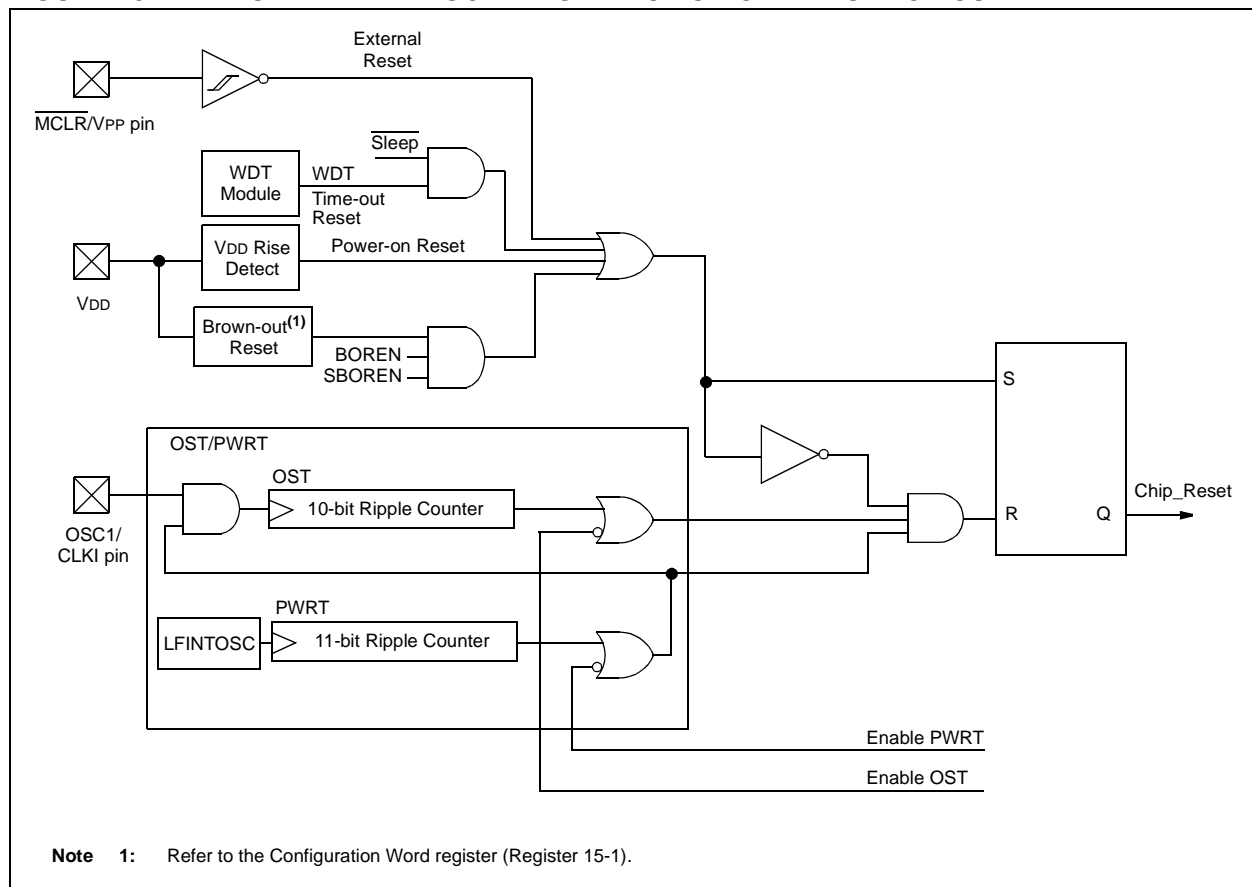 External
Reset
MCLR/VPP pin
Sleep
WDT
Module
WDT
Time-out
Reset
VDD Rise
Detect
Power-on Reset
VDD
Brown-out(1)
Reset
BOREN
SBOREN
S
OST/PWRT
OST
10-bit Ripple Counter
OSC1/
CLKI pin
Chip_Reset
R
Q
PWRT
LFINTOSC
11-bit Ripple Counter
Enable PWRT
Enable OST
Note 1: Refer to the Configuration Word register (Register 15-1).